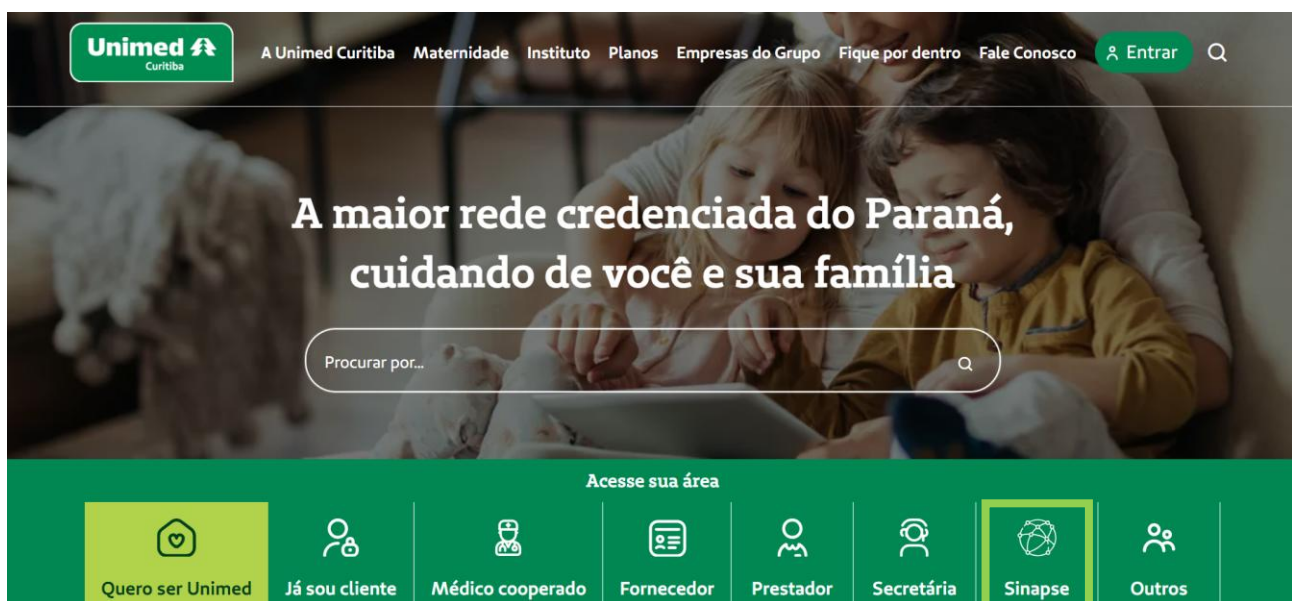 Unimed
Curitiba
A Unimed Curitiba Maternidade Instituto Planos Empresas do Grupo Fique por dentro Fale Conosco Entrar
A maior rede credenciada do Paraná,
cuidando de você e sua família
Procurar por...
Acesse sua área
Quero ser Unimed Já sou cliente Médico cooperado Fornecedor Prestador Secretária Sinapse Outros